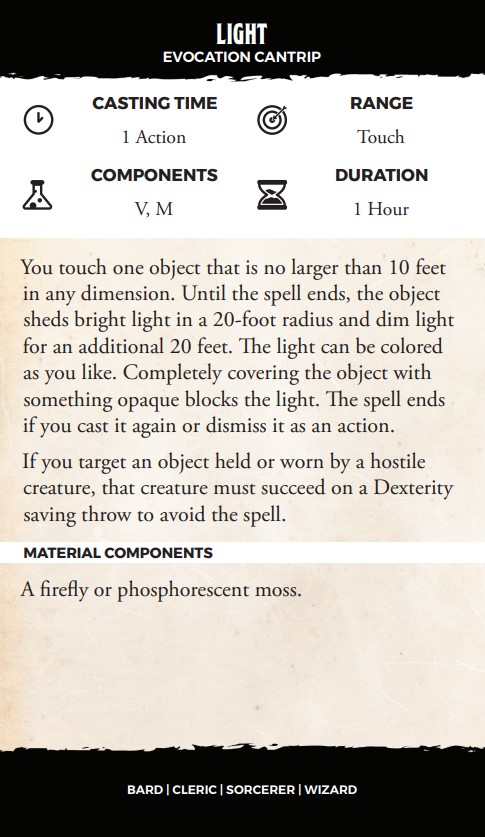 LIGHT
EVOCATION CANTRIP
CASTING TIME
1 Action
RANGE
Touch
COMPONENTS
V, M
DURATION
1 Hour
You touch one object that is no larger than 10 feet
in any dimension. Until the spell ends, the object
sheds bright light in a 20-foot radius and dim light
for an additional 20 feet. The light can be colored
as you like. Completely covering the object with
something opaque blocks the light. The spell ends
if you cast it again or dismiss it as an action.
If you target an object held or worn by a hostile
creature, that creature must succeed on a Dexterity
saving throw to avoid the spell.
MATERIAL COMPONENTS
A firefly or phosphorescent moss.
BARD | CLERIC | SORCERER | WIZARD